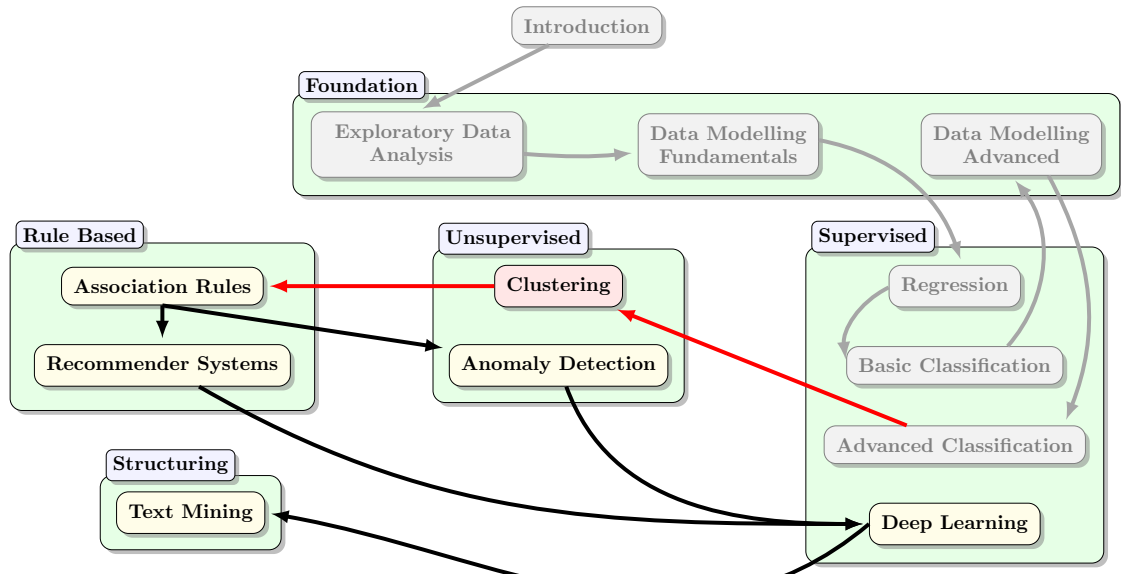 Introduction
Foundation
Exploratory Data
Analysis
Data Modelling
Fundamentals
Data Modelling
Advanced
Rule Based
Association Rules
Recommender Systems
Unsupervised
Clustering
Anomaly Detection
Supervised
Regression
Basic Classification
Advanced Classification
Deep Learning
Structuring
Text Mining